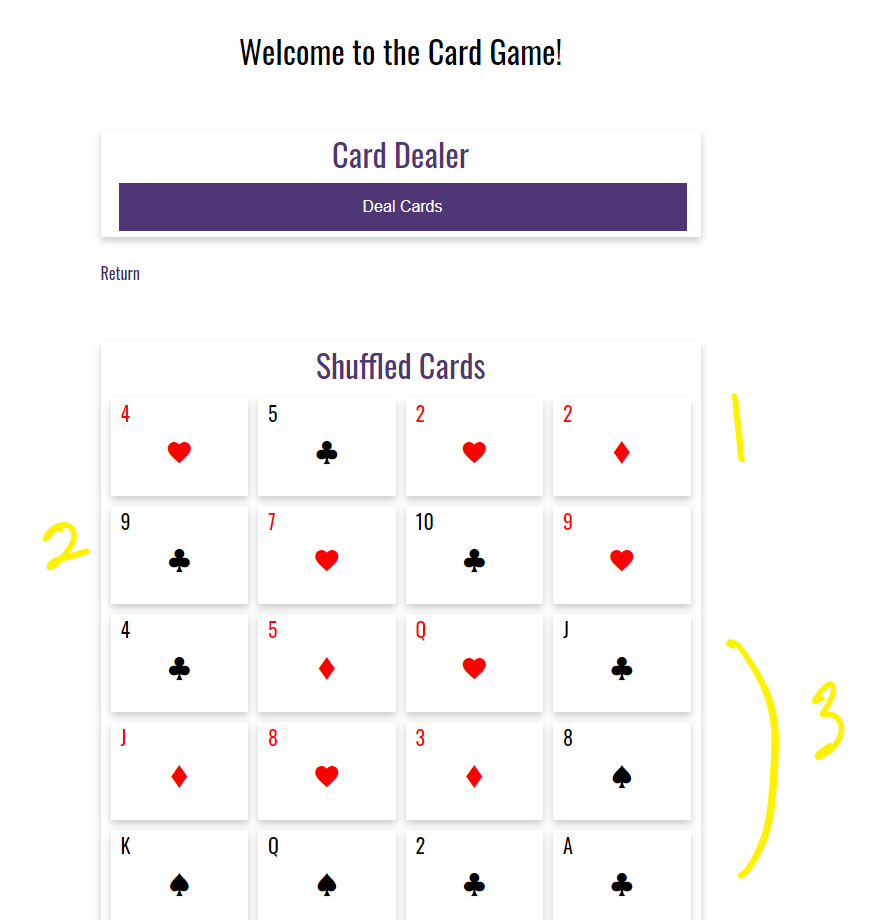 Welcome to the Card Game!
Card Dealer
Deal Cards
Return
Shuffled Cards
4 5 2 2
♥ ♣ ♥ ♦
1
9 7 10 9
♣ ♥ ♣ ♥
2
4 5 Q J
♣ ♦ ♥ ♣
3
J 8 3 8
♦ ♥ ♦ ♠
K Q 2 A
♠ ♠ ♣ ♣